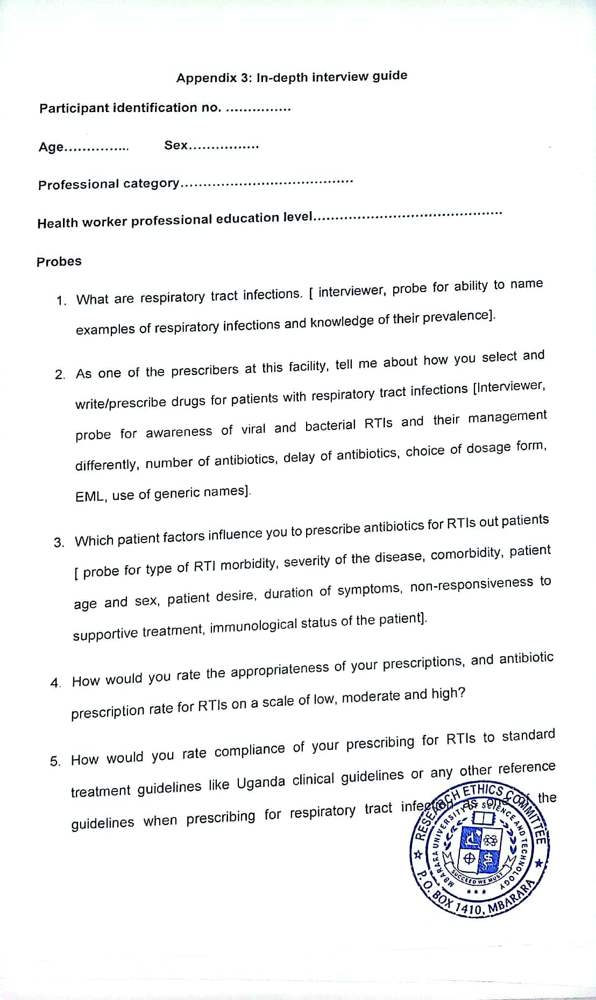 Appendix 3: In-depth interview guide
Participant identification no. ...............
Age............... Sex................
Professional category.......................................
Health worker professional education level...........................................
Probes
1. What are respiratory tract infections. [ interviewer, probe for ability to name
examples of respiratory infections and knowledge of their prevalence].
2. As one of the prescribers at this facility, tell me about how you select and
write/prescribe drugs for patients with respiratory tract infections [Interviewer,
probe for awareness of viral and bacterial RTIs and their management
differently, number of antibiotics, delay of antibiotics, choice of dosage form,
EML, use of generic names].
3. Which patient factors influence you to prescribe antibiotics for RTIs out patients
[ probe for type of RTI morbidity, severity of the disease, comorbidity, patient
age and sex, patient desire, duration of symptoms, non-responsiveness to
supportive treatment, immunological status of the patient].
4. How would you rate the appropriateness of your prescriptions, and antibiotic
prescription rate for RTIs on a scale of low, moderate and high?
5. How would you rate compliance of your prescribing for RTIs to standard
treatment guidelines like Uganda clinical guidelines or any other reference
guidelines when prescribing for respiratory tract infection as one of the
RESEARCH ETHICS COMMITTEE
MBARARA UNIVERSITY OF SCIENCE AND TECHNOLOGY
SUCCEED WE MUST
P. O. BOX 1410, MBARARA